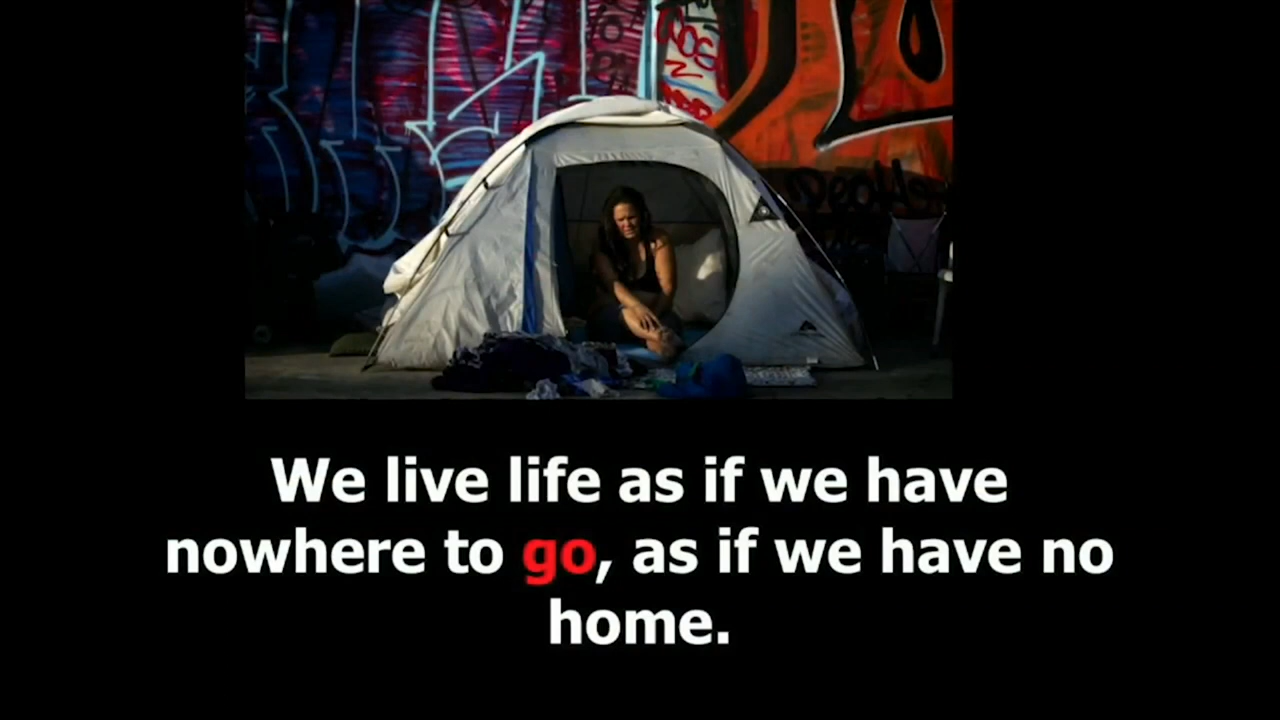 We live life as if we have
nowhere to go, as if we have no
home.